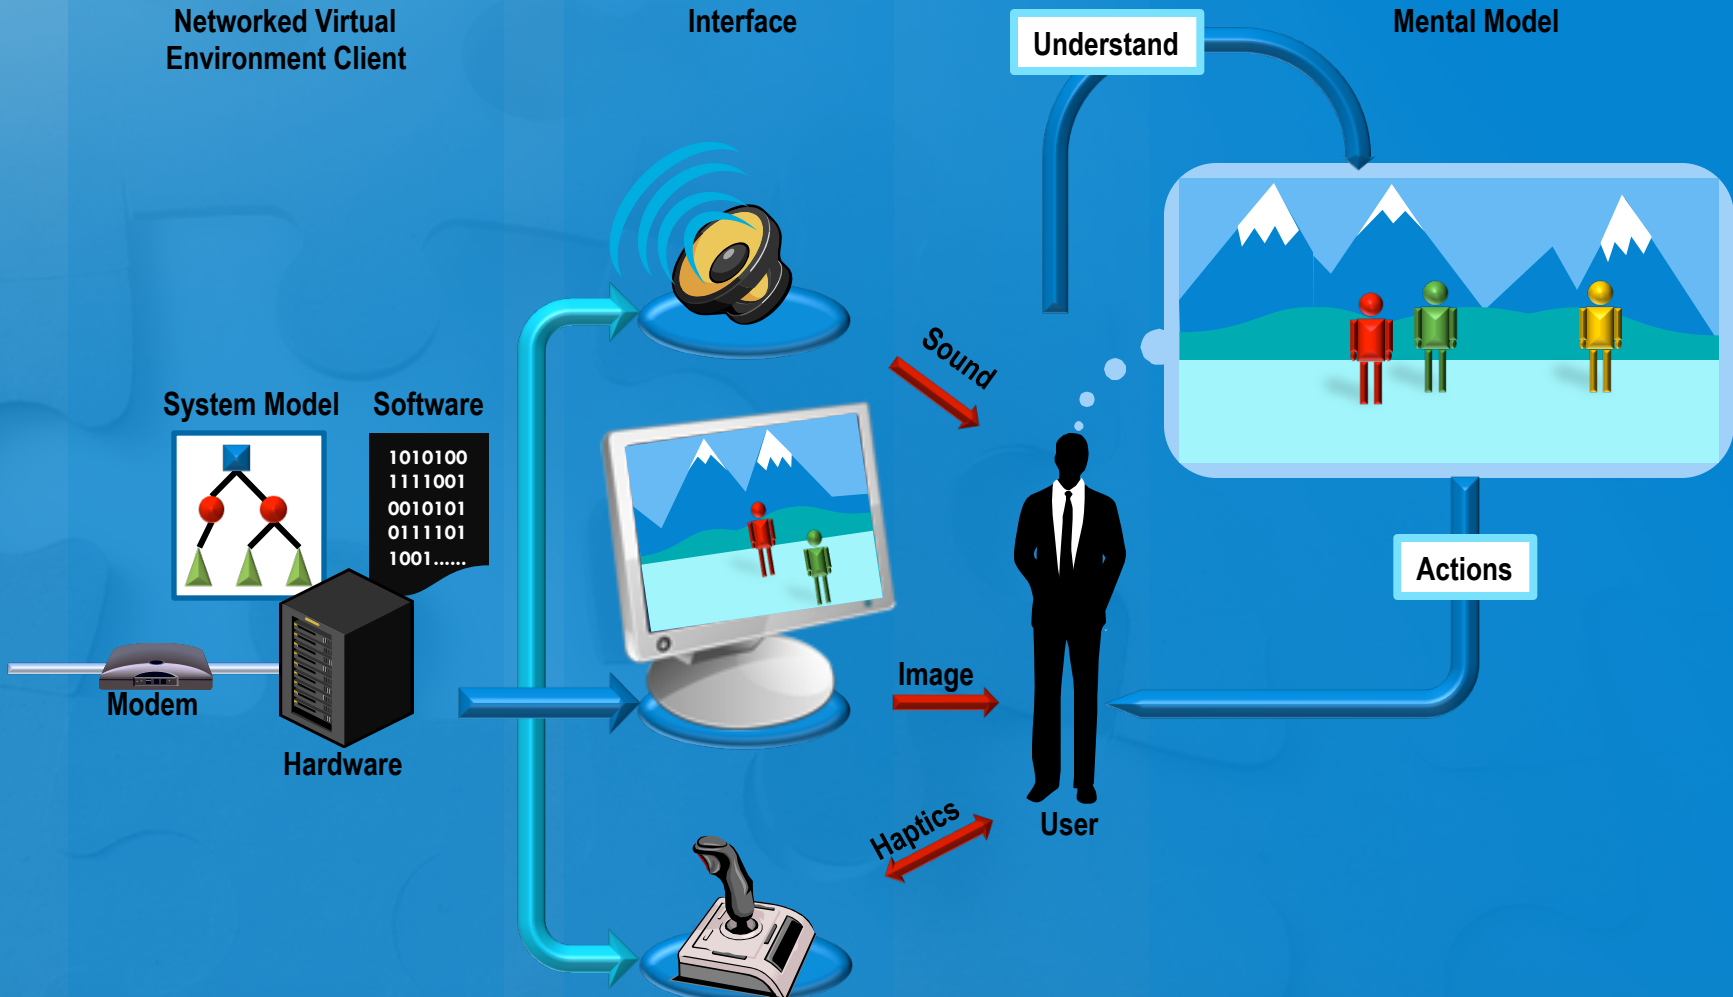 Networked Virtual
Environment Client
Interface
Understand
Mental Model
Sound
System Model
Software
1010100
1111001
0010101
0111101
1001......
Actions
Image
Modem
Hardware
Haptics
User